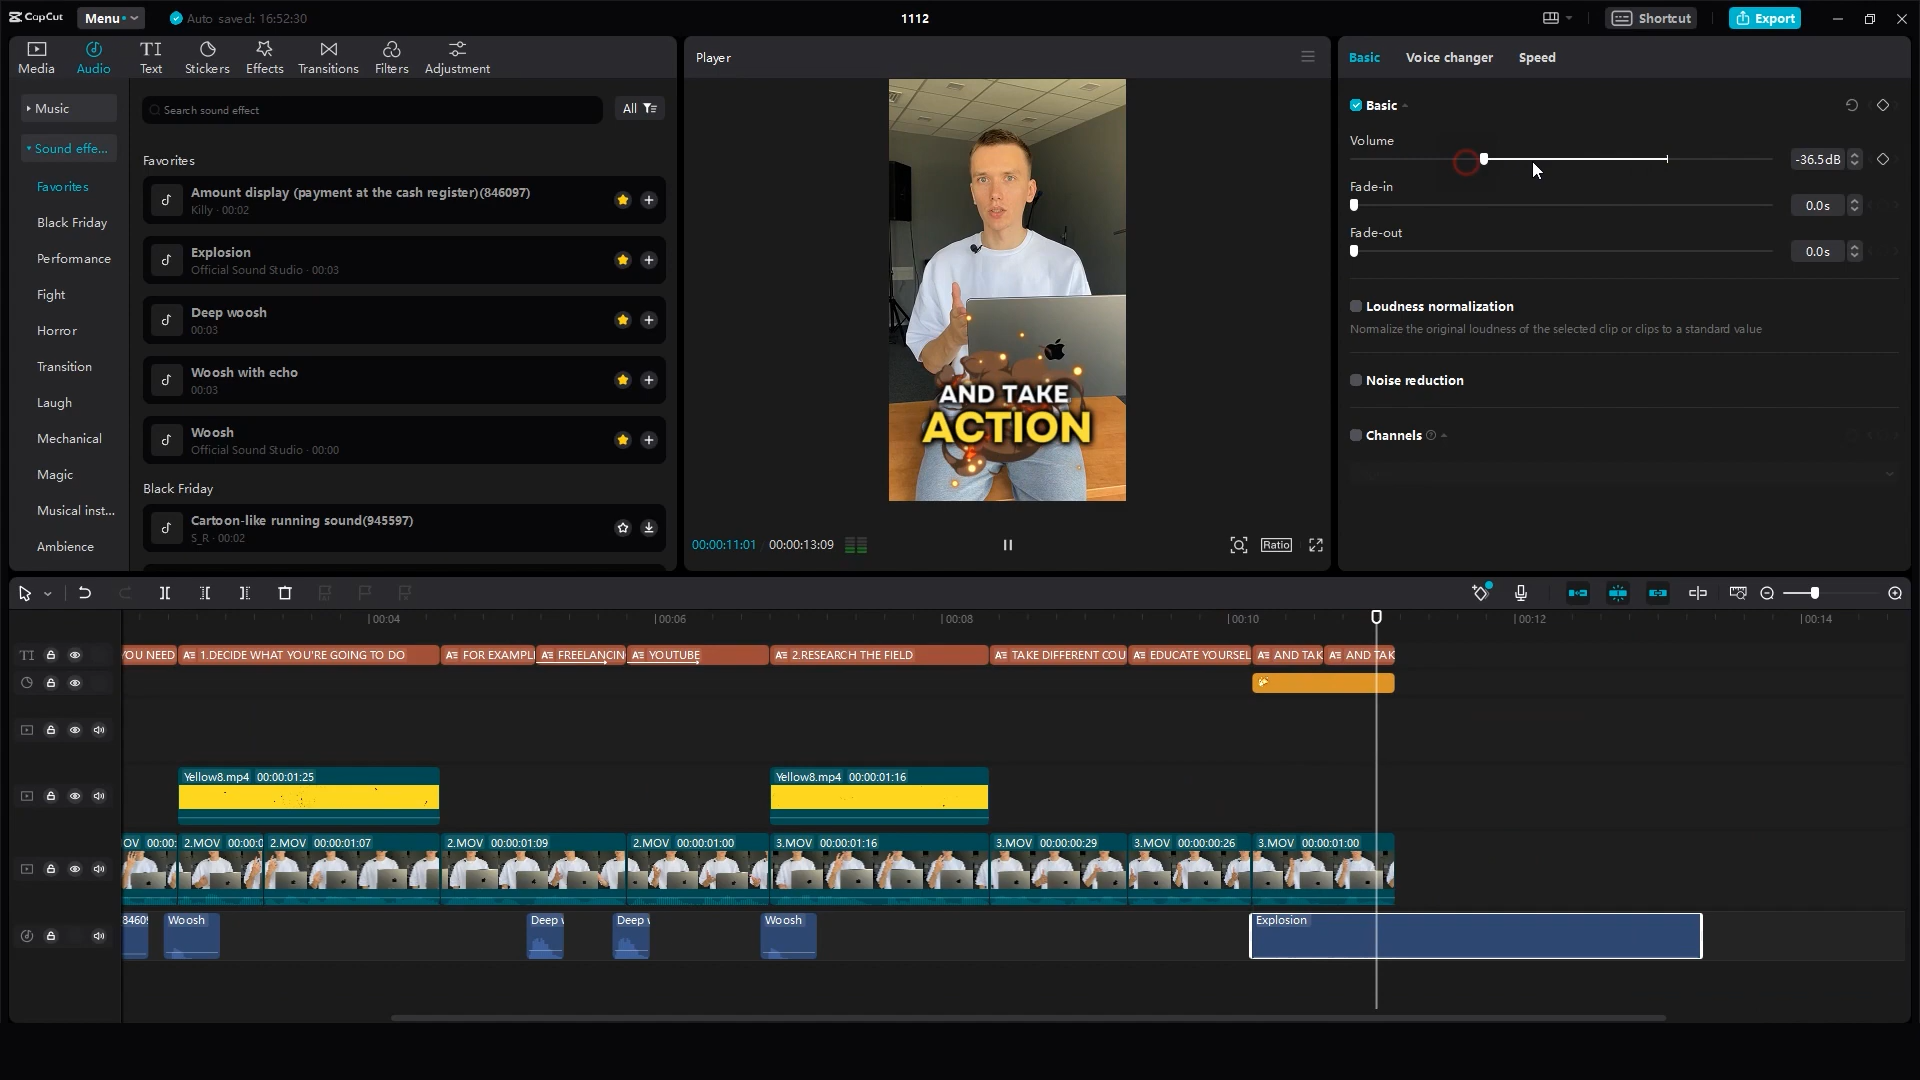 CapCut
Menu
Auto saved: 16:52:30
1112
Shortcut
Export
Media
Audio
TI
Text
Stickers
Effects
Transitions
Filters
Adjustment
Music
Sound effe...
Favorites
Black Friday
Performance
Fight
Horror
Transition
Laugh
Mechanical
Magic
Musical inst...
Ambience
Search sound effect
All
Favorites
Amount display (payment at the cash register)(846097)
Killy · 00:02
Explosion
Official Sound Studio · 00:03
Deep woosh
00:03
Woosh with echo
00:03
Woosh
Official Sound Studio · 00:00
Black Friday
Cartoon-like running sound(945597)
S_R · 00:02
Player
AND TAKE
ACTION
00:00:11:01
00:00:13:09
Ratio
Basic
Voice changer
Speed
Basic
Volume
-36.5dB
Fade-in
0.0s
Fade-out
0.0s
Loudness normalization
Normalize the original loudness of the selected clip or clips to a standard value
Noise reduction
Channels
00:04
00:06
00:08
00:10
00:12
00:14
TI
YOU NEED
1.DECIDE WHAT YOU'RE GOING TO DO
FOR EXAMPL
FREELANCIN
YOUTUBE
2.RESEARCH THE FIELD
TAKE DIFFERENT COU
EDUCATE YOURSEL
AND TAK
AND TAK
Yellow8.mp4 00:00:01:25
Yellow8.mp4 00:00:01:16
OV 00:00:
2.MOV 00:00:0
2.MOV 00:00:01:07
2.MOV 00:00:01:09
2.MOV 00:00:01:00
3.MOV 00:00:01:16
3.MOV 00:00:00:29
3.MOV 00:00:00:26
3.MOV 00:00:01:00
8460
Woosh
Deep
Deep
Woosh
Explosion